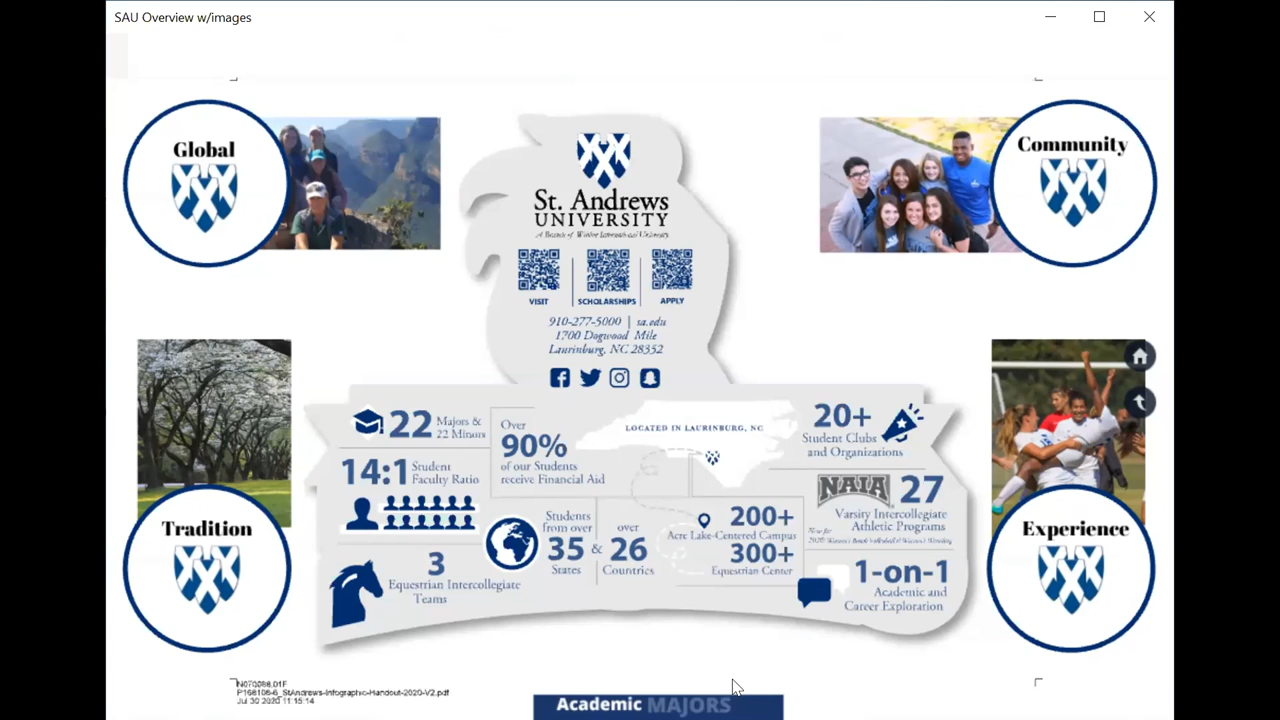 SAU Overview w/images
Global
Community
St. Andrews
UNIVERSITY
A Branch of Webber International University
VISIT
SCHOLARSHIPS
APPLY
910-277-5000 | sa.edu
1700 Dogwood Mile
Laurinburg, NC 28352
22 Majors &
22 Minors
14:1 Student
Faculty Ratio
3
Equestrian Intercollegiate
Teams
Over
90%
of our Students
receive Financial Aid
Students
from over
35
States
&
over
26
Countries
LOCATED IN LAURINBURG, NC
200+
Acre Lake-Centered Campus
300+
Equestrian Center
20+
Student Clubs
and Organizations
NAIA 27
Varsity Intercollegiate
Athletic Programs
1-on-1
Academic and
Career Exploration
Tradition
Experience
P166106-6_StAndrews-Infographic-Handout-2020-V2.pdf
Jul 30 2020 11:15:14
Academic MAJORS